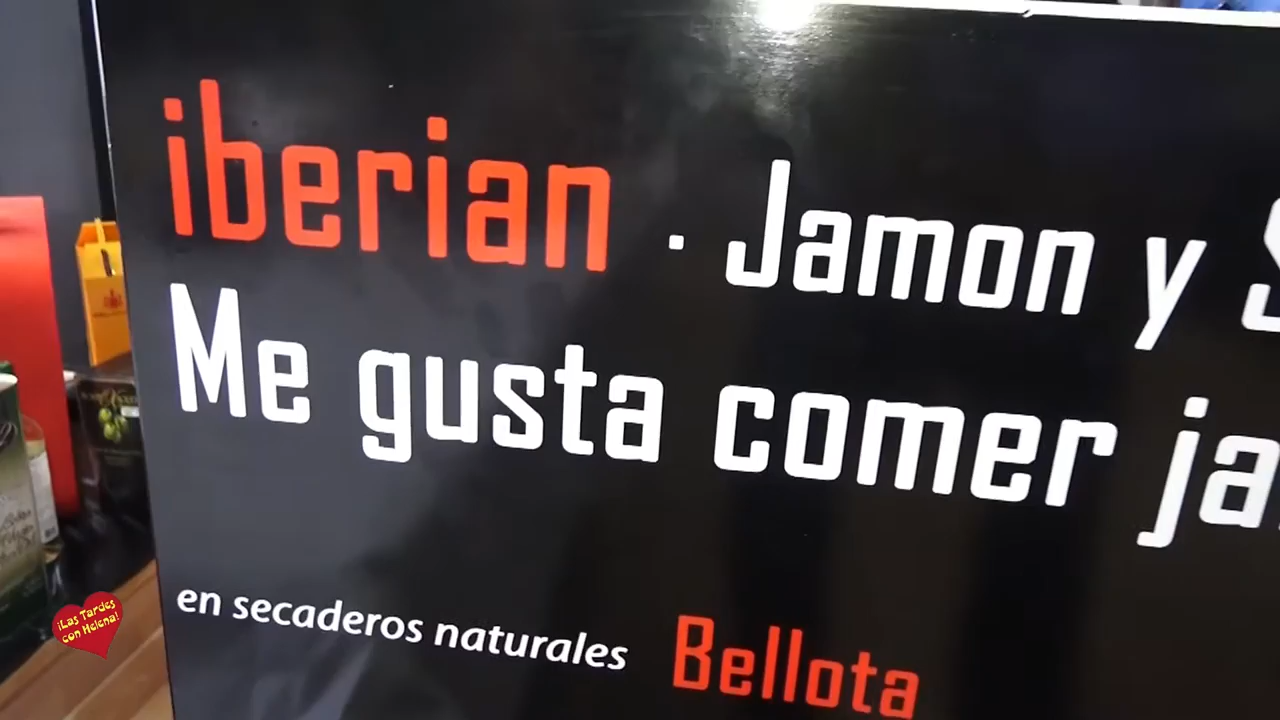 iberian . Jamon y
Me gusta comer
en secaderos naturales
Bellota
¡Las Tardes
con Helena!